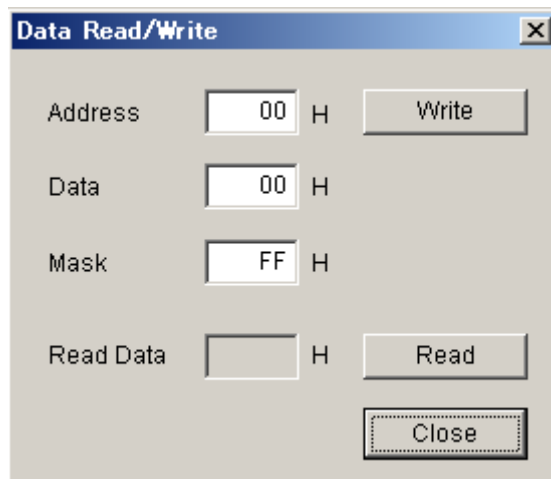 Data Read/Write
Address 00 H Write
Data 00 H
Mask FF H
Read Data H Read
Close